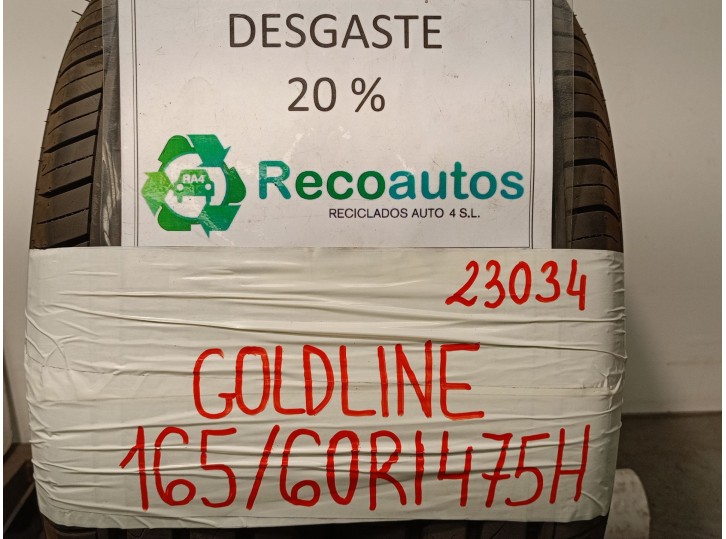 DESGASTE
20 %
RA4
Recoautos
RECICLADOS AUTO 4 S.L.
23034
GOLDLINE
165/60R1475H